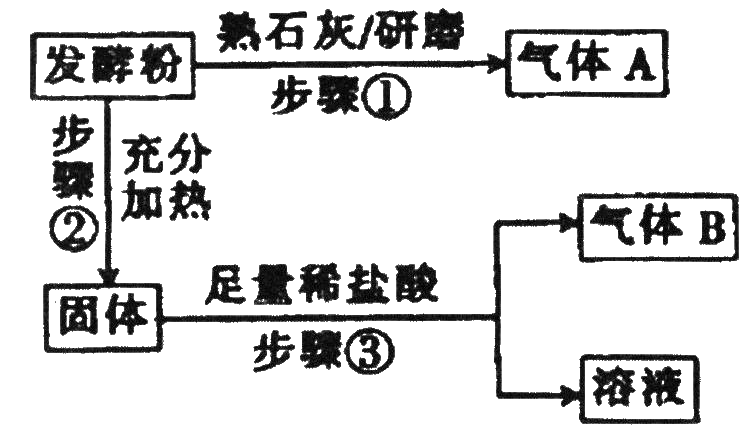 熟石灰/研磨
发酵粉
气体 A
步骤①
步骤②
充分
加热
气体 B
足量稀盐酸
固体
步骤③
溶液